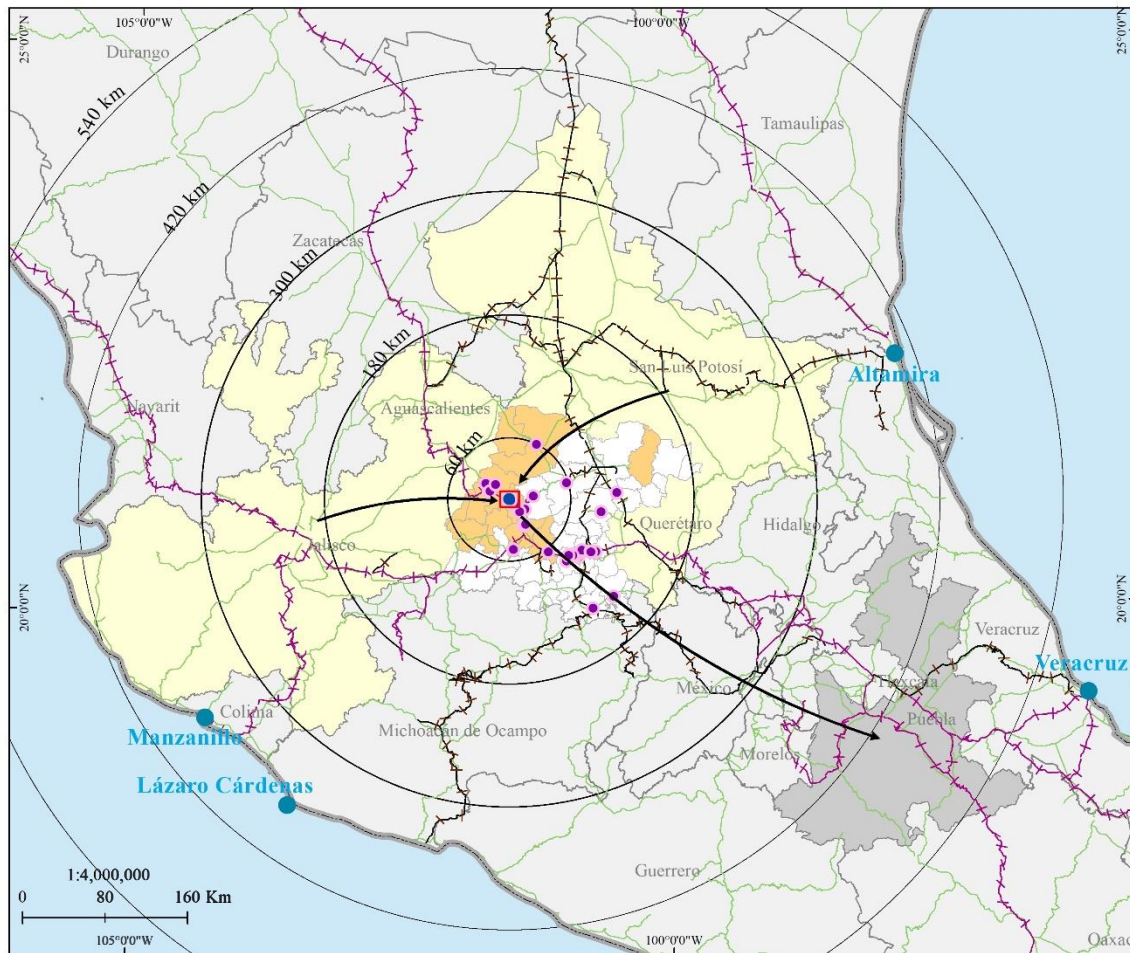 105°0'0"W
100°0'0"W
25°0'0"N
25°0'0"N
Durango
540 km
Tamaulipas
420 km
Zacatecas
300 km
180 km
San Luis Potosí
Altamira
Aguascalientes
Nayarit
60 km
Querétaro
Hidalgo
Jalisco
20°0'0"N
20°0'0"N
Veracruz
Veracruz
Tlaxcala
México
Colima
Puebla
Manzanillo
Michoacán de Ocampo
Morelos
Lázaro Cárdenas
Guerrero
1:4,000,000
0 80 160 Km
105°0'0"W
100°0'0"W
Oaxac